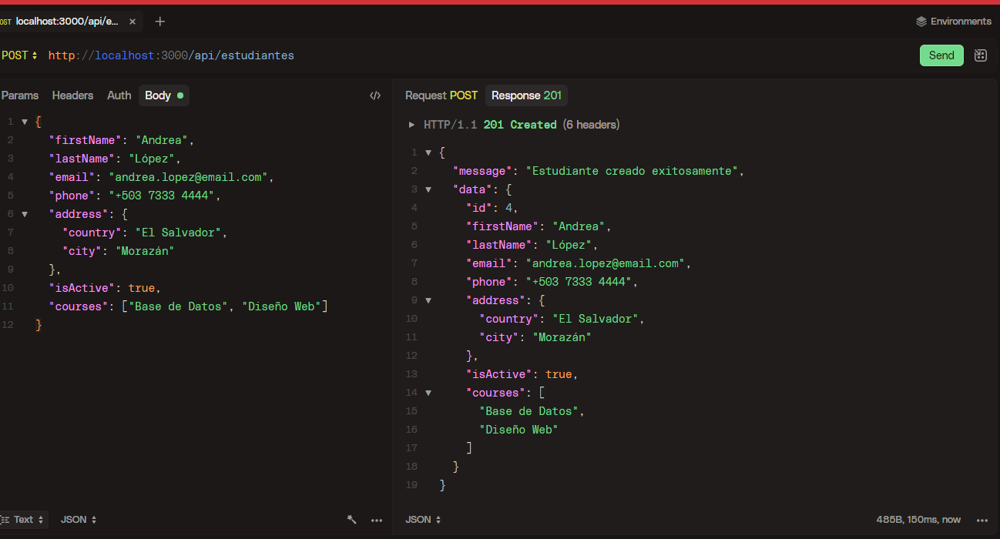 OST localhost:3000/api/e...
Environments
POST http://localhost:3000/api/estudiantes
Send
Params Headers Auth Body
1 {
2 "firstName": "Andrea",
3 "lastName": "López",
4 "email": "andrea.lopez@email.com",
5 "phone": "+503 7333 4444",
6 "address": {
7 "country": "El Salvador",
8 "city": "Morazán"
9 },
10 "isActive": true,
11 "courses": ["Base de Datos", "Diseño Web"]
12 }
Text JSON
Request POST Response 201
HTTP/1.1 201 Created (6 headers)
1 {
2 "message": "Estudiante creado exitosamente",
3 "data": {
4 "id": 4,
5 "firstName": "Andrea",
6 "lastName": "López",
7 "email": "andrea.lopez@email.com",
8 "phone": "+503 7333 4444",
9 "address": {
10 "country": "El Salvador",
11 "city": "Morazán"
12 },
13 "isActive": true,
14 "courses": [
15 "Base de Datos",
16 "Diseño Web"
17 ]
18 }
19 }
JSON 485B, 150ms, now